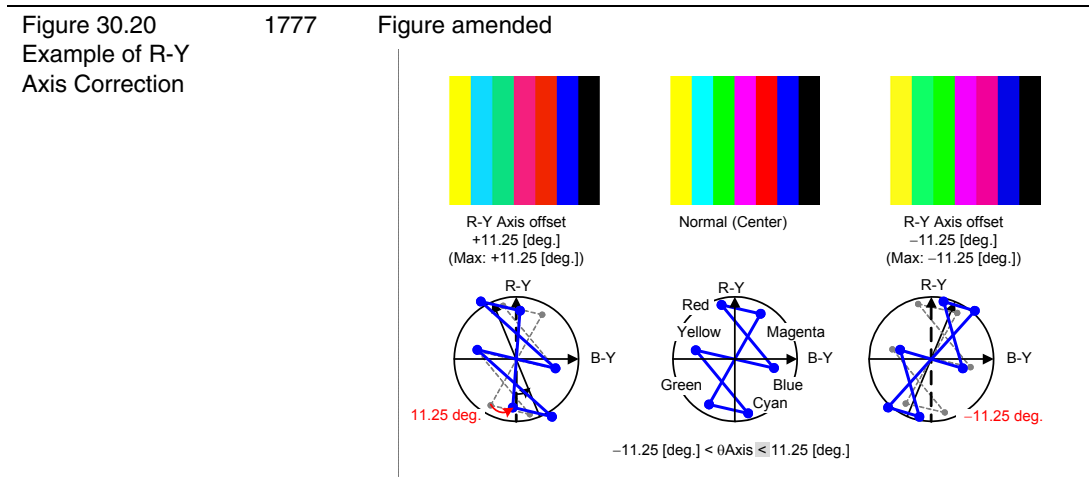 Figure 30.20
Example of R-Y
Axis Correction
1777
Figure amended
R-Y Axis offset
+11.25 [deg.]
(Max: +11.25 [deg.])
Normal (Center)
R-Y Axis offset
−11.25 [deg.]
(Max: −11.25 [deg.])
R-Y
B-Y
11.25 deg.
R-Y
Red
Yellow
Magenta
B-Y
Green
Blue
Cyan
R-Y
B-Y
−11.25 deg.
−11.25 [deg.] < θAxis < 11.25 [deg.]